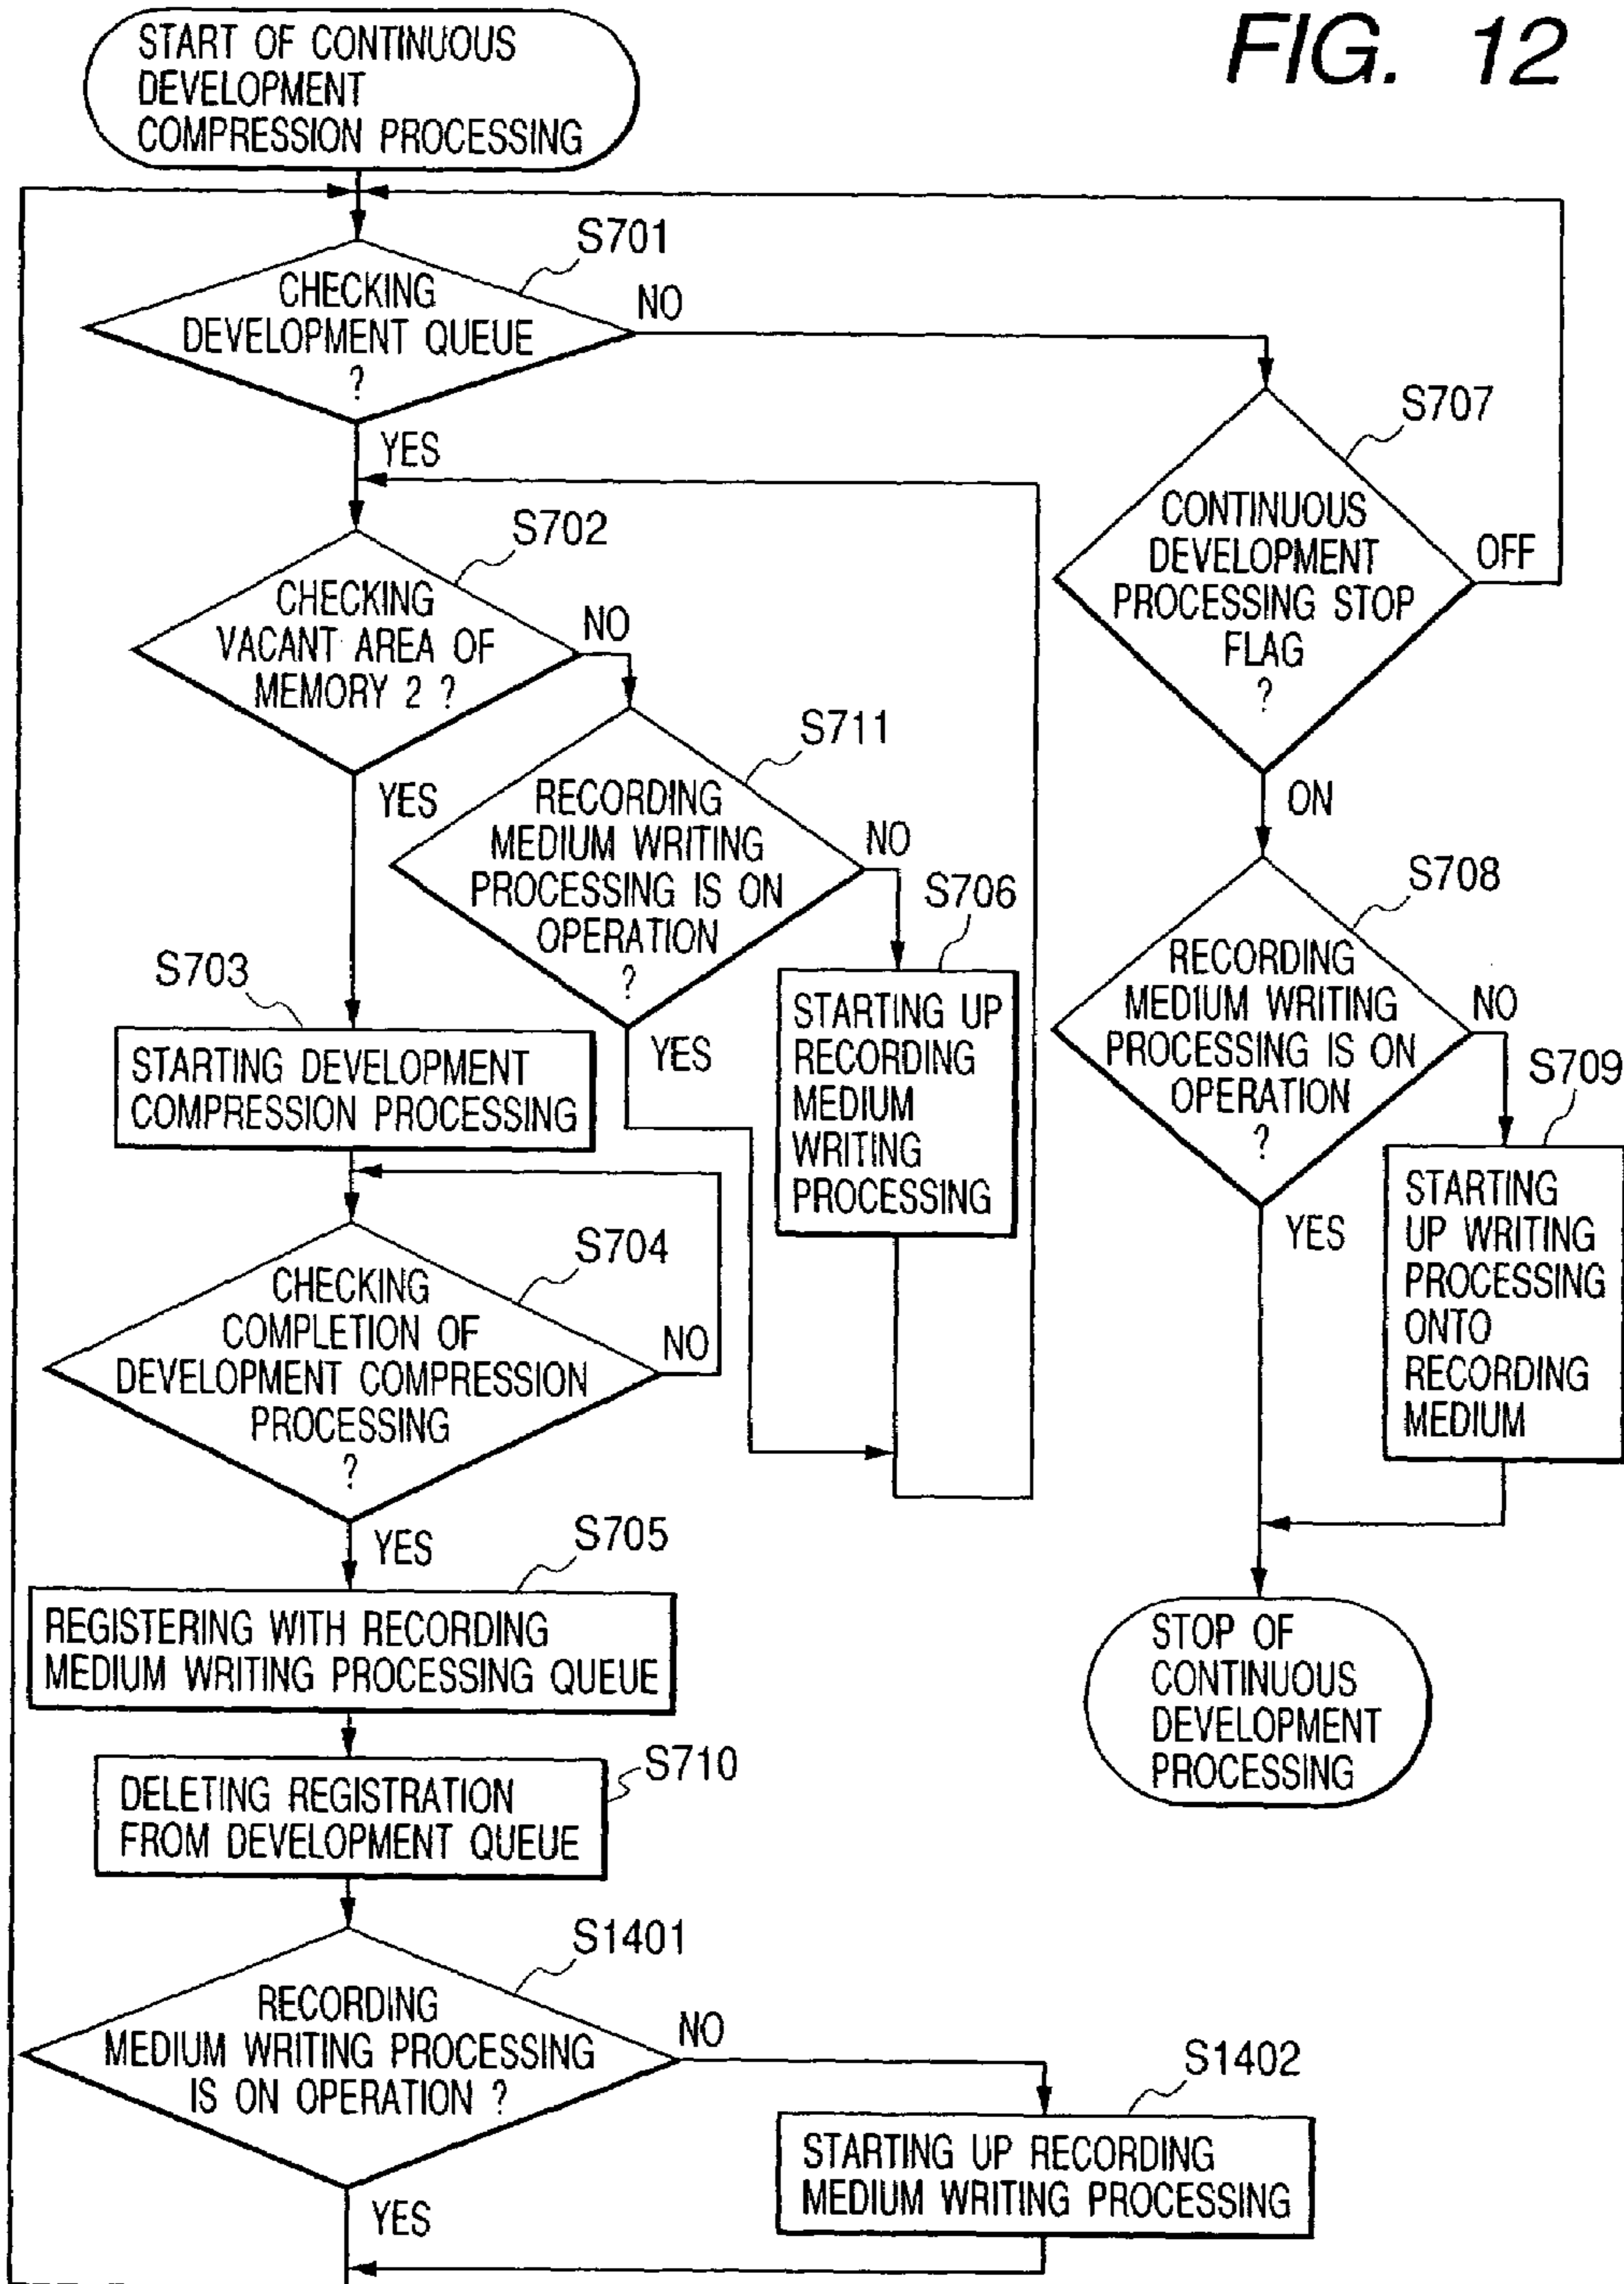 FIG. 12
START OF CONTINUOUS
DEVELOPMENT
COMPRESSION PROCESSING
S701
CHECKING
DEVELOPMENT QUEUE
?
NO
YES
S707
CONTINUOUS
DEVELOPMENT
PROCESSING STOP
FLAG
?
OFF
ON
S702
CHECKING
VACANT AREA OF
MEMORY 2 ?
NO
YES
S711
RECORDING
MEDIUM WRITING
PROCESSING IS ON
OPERATION
?
NO
YES
S706
STARTING UP
RECORDING
MEDIUM
WRITING
PROCESSING
S708
RECORDING
MEDIUM WRITING
PROCESSING IS ON
OPERATION
?
NO
YES
S709
STARTING
UP WRITING
PROCESSING
ONTO
RECORDING
MEDIUM
STOP OF
CONTINUOUS
DEVELOPMENT
PROCESSING
S703
STARTING DEVELOPMENT
COMPRESSION PROCESSING
S704
CHECKING
COMPLETION OF
DEVELOPMENT COMPRESSION
PROCESSING
?
NO
YES
S705
REGISTERING WITH RECORDING
MEDIUM WRITING PROCESSING QUEUE
S710
DELETING REGISTRATION
FROM DEVELOPMENT QUEUE
S1401
RECORDING
MEDIUM WRITING PROCESSING
IS ON OPERATION ?
NO
YES
S1402
STARTING UP RECORDING
MEDIUM WRITING PROCESSING